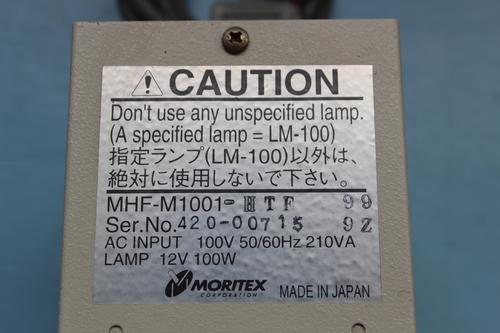 CAUTION
Don't use any unspecified lamp.
(A specified lamp = LM-100)
指定ランプ(LM-100)以外は、
絶対に使用しないで下さい。
MHF-M1001-HTF 99
Ser.No.420-00715 9Z
AC INPUT 100V 50/60Hz 210VA
LAMP 12V 100W
MORITEX
CORPORATION
MADE IN JAPAN